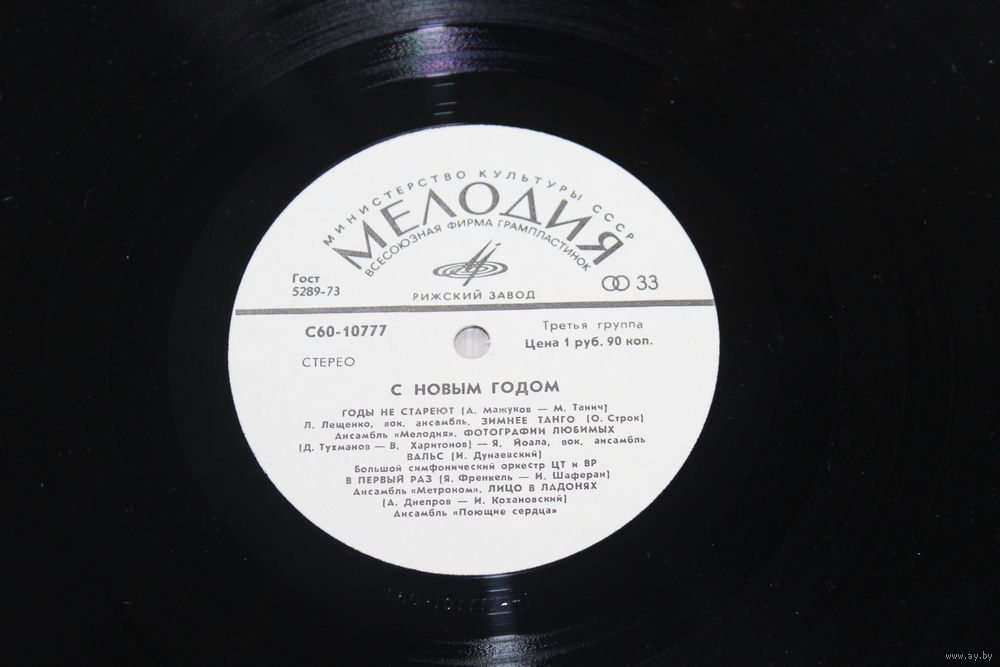 МИНИСТЕРСТВО КУЛЬТУРЫ СССР
МЕЛОДИЯ
ВСЕСОЮЗНАЯ ФИРМА ГРАМПЛАСТИНОК
Гост
5289-73
33
РИЖСКИЙ ЗАВОД
С60-10777
Третья группа
Цена 1 руб. 90 коп.
СТЕРЕО
С НОВЫМ ГОДОМ
ГОДЫ НЕ СТАРЕЮТ (А. Мажуков — М. Танич)
Л. Лещенко, вок. ансамбль. ЗИМНЕЕ ТАНГО (О. Строк)
Ансамбль «Мелодия». ФОТОГРАФИИ ЛЮБИМЫХ
(Д. Тухманов — В. Харитонов) — Я. Йоала, вок. ансамбль
ВАЛЬС (И. Дунаевский)
Большой симфонический оркестр ЦТ и ВР
В ПЕРВЫЙ РАЗ (Я. Френкель — И. Шаферан)
Ансамбль «Метроном». ЛИЦО В ЛАДОНЯХ
(А. Днепров — И. Кохановский)
Ансамбль «Поющие сердца»
www.ay.by